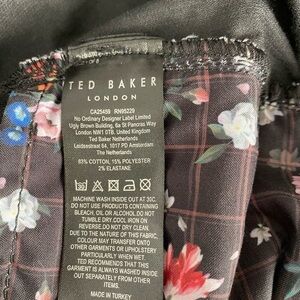 TED BAKER
LONDON
CA25459 RN95229
No Ordinary Designer Label Limited
Ugly Brown Building, 6a St Pancras Way
London NW1 0TB, United Kingdom
Ted Baker Netherlands
Leidsestraat 64, 1017 PD Amsterdam
The Netherlands
83% COTTON, 15% POLYESTER
2% ELASTANE
MACHINE WASH INSIDE OUT AT 30C.
DO NOT USE PRODUCTS CONTAINING
BLEACH, OIL OR ALCOHOL.DO NOT
TUMBLE DRY.COOL IRON ON
REVERSE.DO NOT DRY CLEAN.
DUE TO THE NATURE OF THIS FABRIC,
COLOUR MAY TRANSFER ONTO
OTHER GARMENTS OR UPHOLSTERY
PARTICULARLY WHEN WET.
TED RECOMMENDS THAT THIS
GARMENT IS ALWAYS WASHED INSIDE
OUT SEPARATELY FROM OTHER
GARMENTS.
MADE IN TURKEY